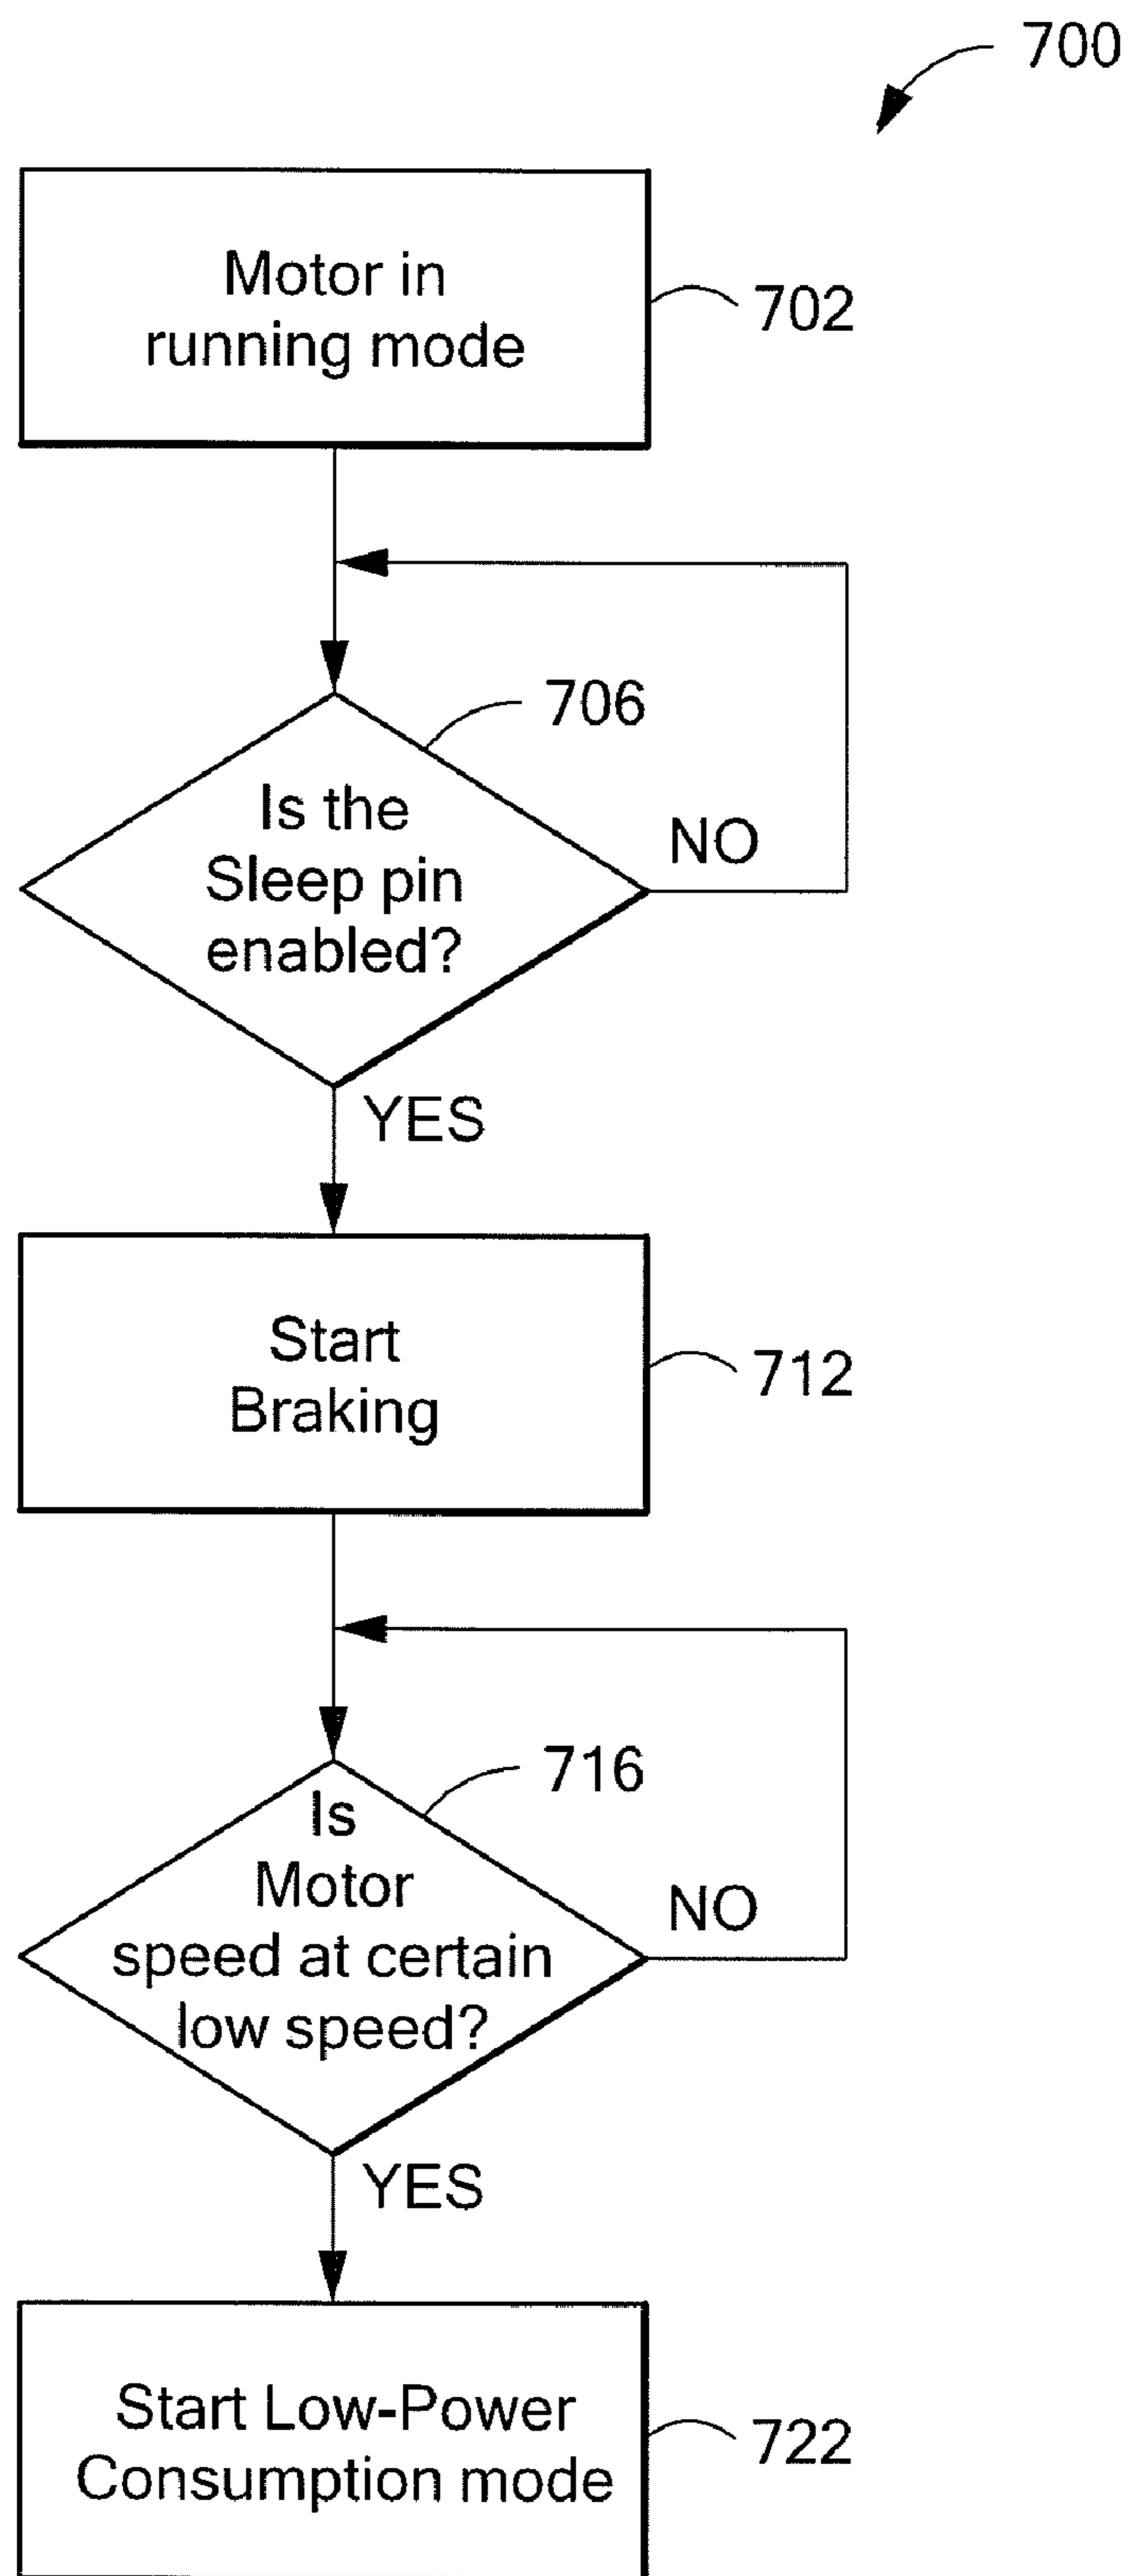 700
Motor in
running mode
702
706
Is the
Sleep pin
enabled?
NO
YES
Start
Braking
712
716
Is
Motor
speed at certain
low speed?
NO
YES
Start Low-Power
Consumption mode
722